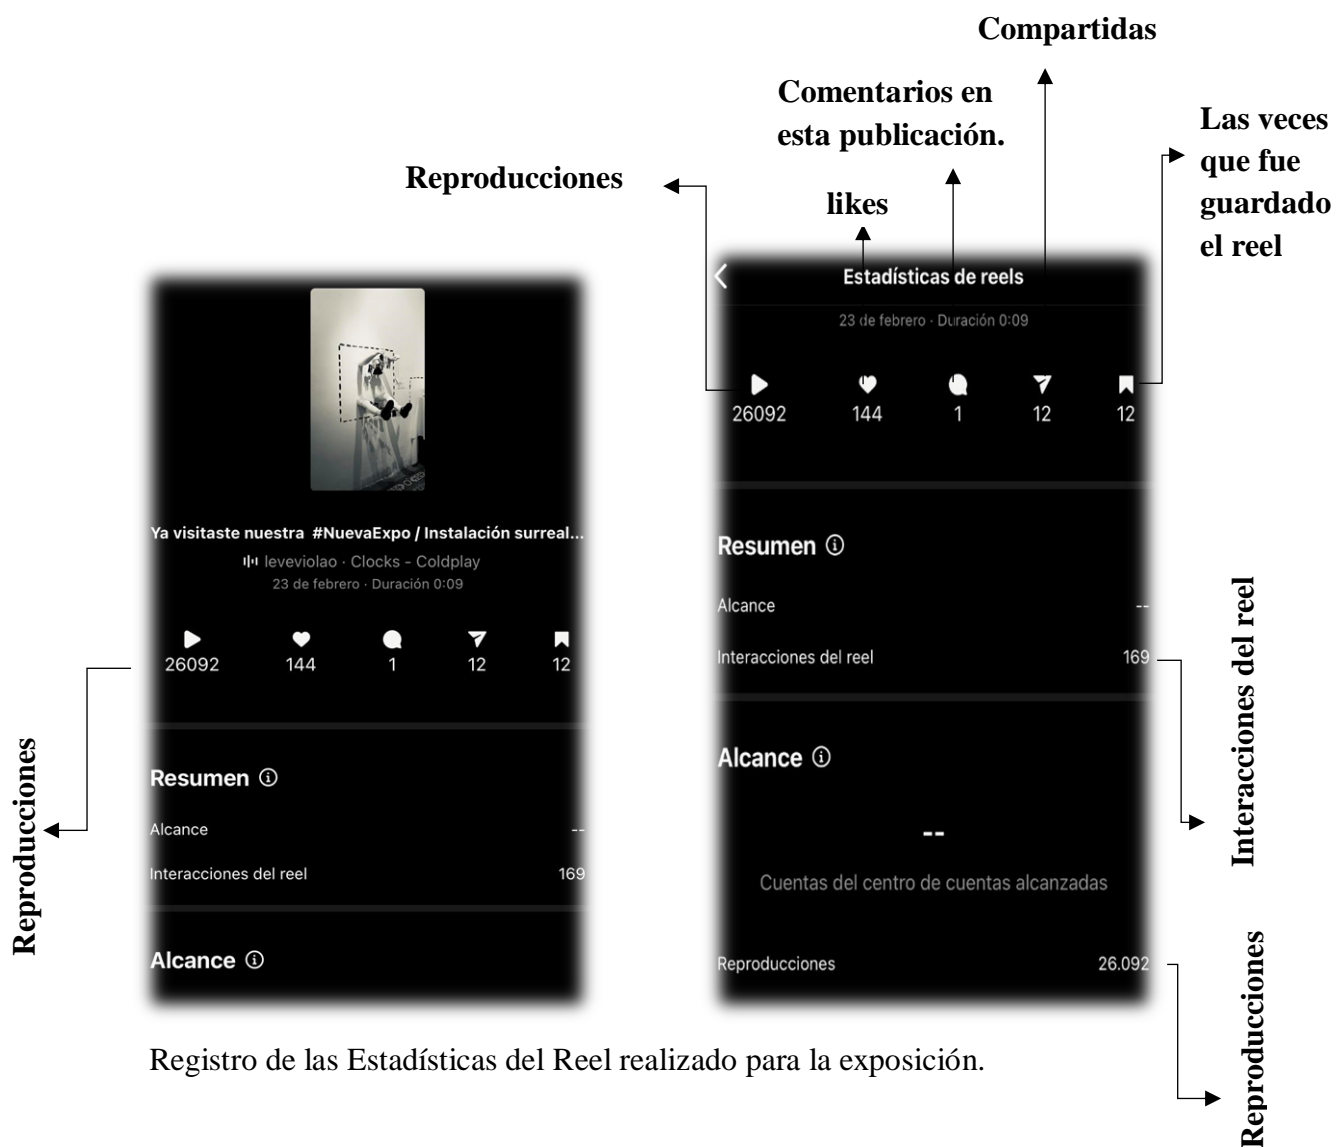 Compartidas
Comentarios en
esta publicación.
Las veces
que fue
guardado
el reel
Reproducciones
likes
Ya visitaste nuestra #NuevaExpo / Instalación surreal...
leveviolao · Clocks - Coldplay
23 de febrero · Duración 0:09
26092 144 1 12 12
Resumen
Alcance --
Interacciones del reel 169
Alcance
Reproducciones
Estadísticas de reels
23 de febrero · Duración 0:09
26092 144 1 12 12
Resumen
Alcance --
Interacciones del reel 169
Alcance
--
Cuentas del centro de cuentas alcanzadas
Reproducciones 26.092
Interacciones del reel
Reproducciones
Registro de las Estadísticas del Reel realizado para la exposición.